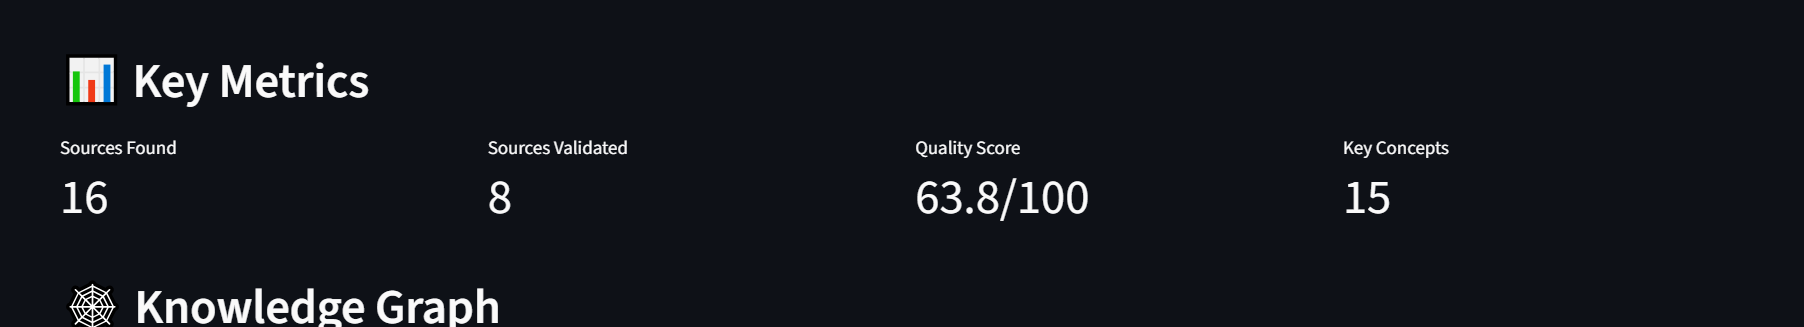 Key Metrics
Sources Found
16
Sources Validated
8
Quality Score
63.8/100
Key Concepts
15
Knowledge Graph